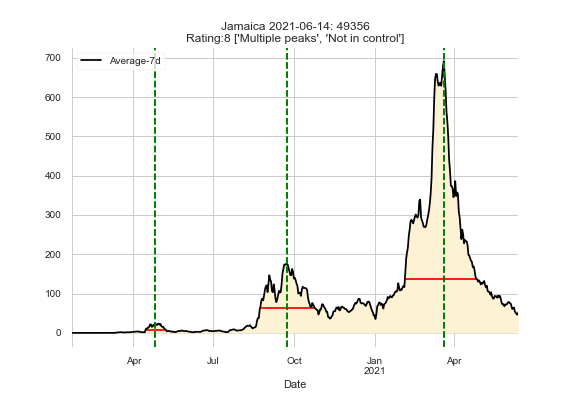 Jamaica 2021-06-14: 49356
Rating:8 ['Multiple peaks', 'Not in control']
Average-7d
700
600
500
400
300
200
100
0
Apr Jul Oct Jan Apr
2021
Date